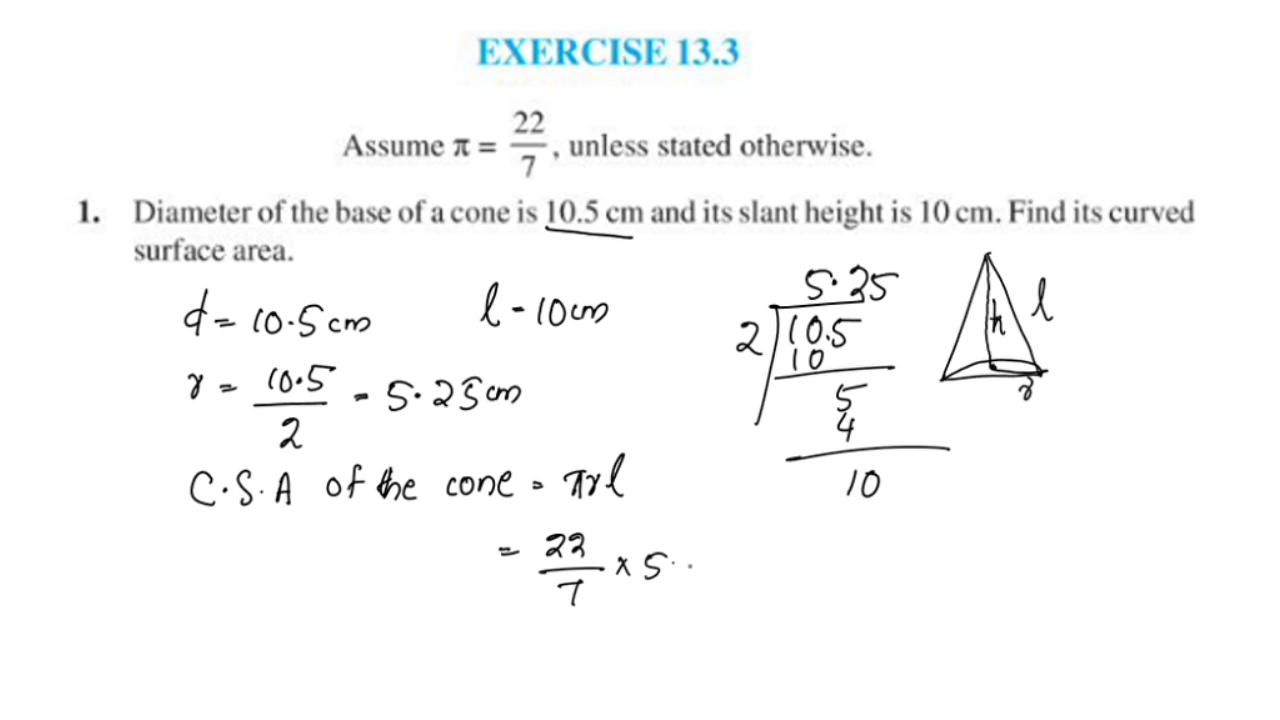 EXERCISE 13.3
Assume π = 22/7, unless stated otherwise.
1. Diameter of the base of a cone is 10.5 cm and its slant height is 10 cm. Find its curved
surface area.
d = 10.5 cm
l = 10 cm
r = 10.5/2 = 5.25 cm
C.S.A of the cone = πrl
= 22/7 × 5..
5.25
2)10.5
10
5
4
10
h
l
r